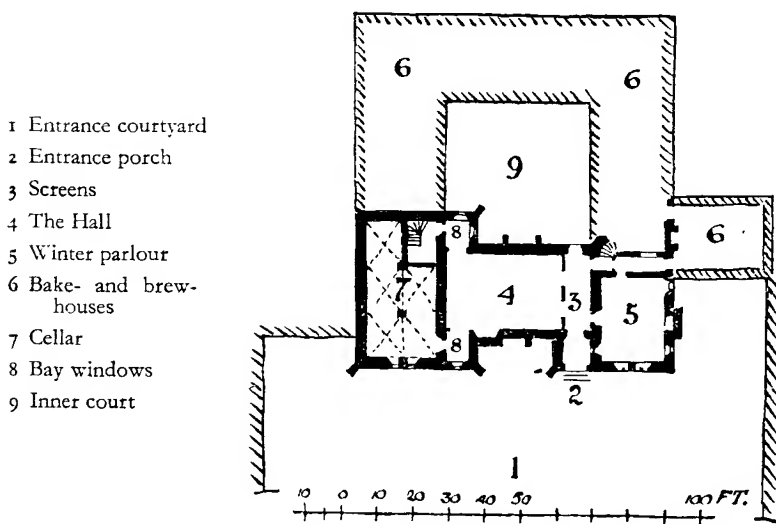 1 Entrance courtyard
2 Entrance porch
3 Screens
4 The Hall
5 Winter parlour
6 Bake- and brew-
houses
7 Cellar
8 Bay windows
9 Inner court
6 6
9
8
6
7
4
3
5
8
2
1
10 0 10 20 30 40 50 100 FT.